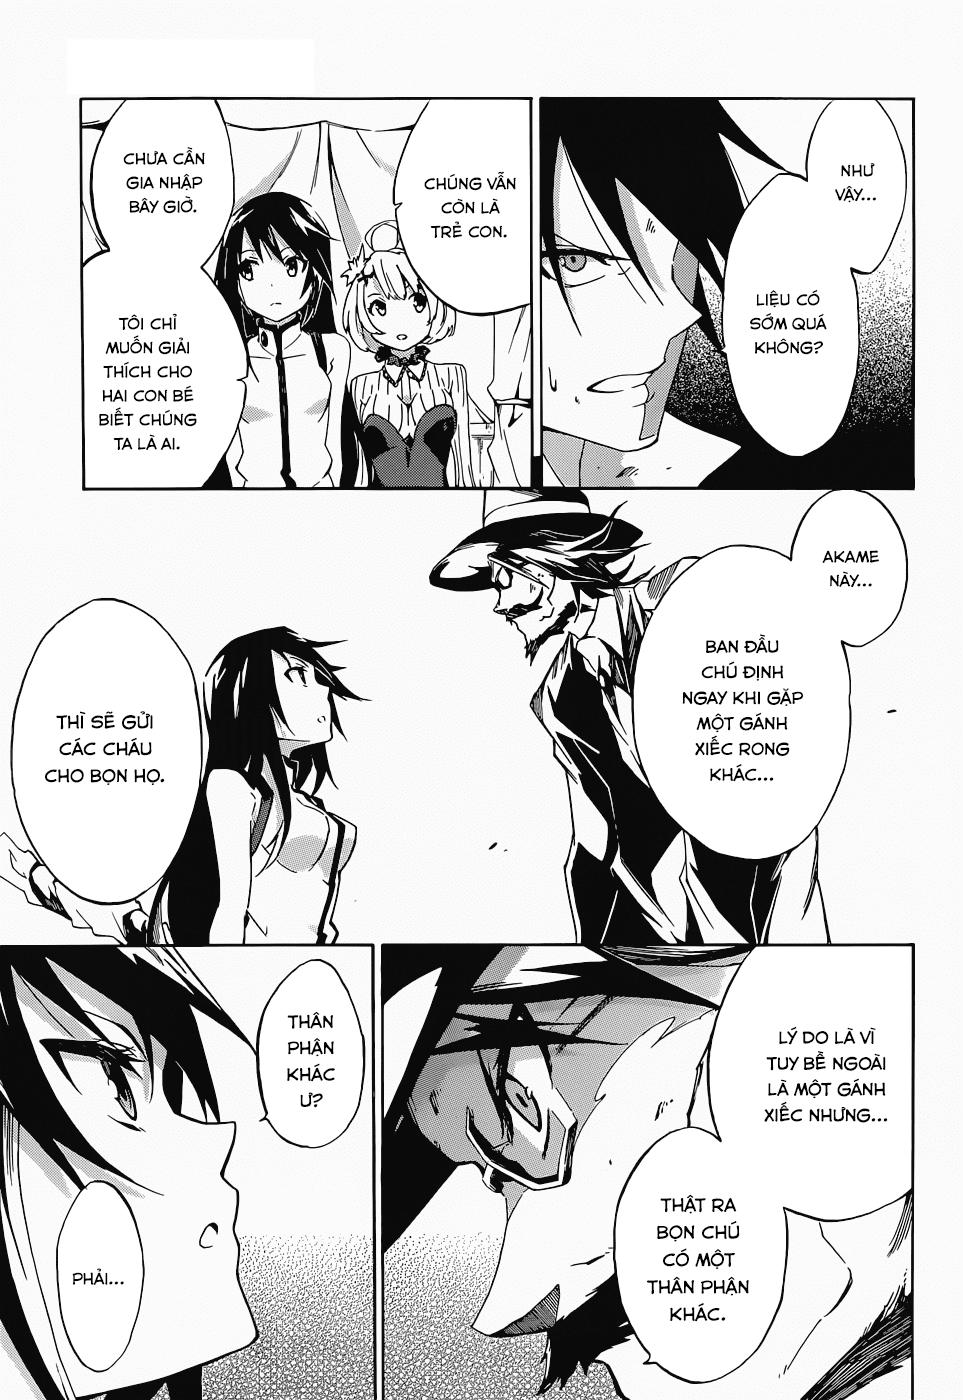 NHƯ
VẬY...
LIỆU CÓ
SỚM QUÁ
KHÔNG?
CHÚNG VẪN
CÒN LÀ
TRẺ CON.
CHƯA CẦN
GIA NHẬP
BÂY GIỜ.
TÔI CHỈ
MUỐN GIẢI
THÍCH CHO
HAI CON BÉ
BIẾT CHÚNG
TA LÀ AI.
AKAME
NÀY...
BAN ĐẦU
CHÚ ĐỊNH
NGAY KHI GẶP
MỘT GÁNH
XIẾC RONG
KHÁC...
THÌ SẼ GỬI
CÁC CHÁU
CHO BỌN HỌ.
LÝ DO LÀ VÌ
TUY BỀ NGOÀI
LÀ MỘT GÁNH
XIẾC NHƯNG...
THẬT RA
BỌN CHÚ
CÓ MỘT
THÂN PHẬN
KHÁC.
THÂN
PHẬN
KHÁC
Ư?
PHẢI...